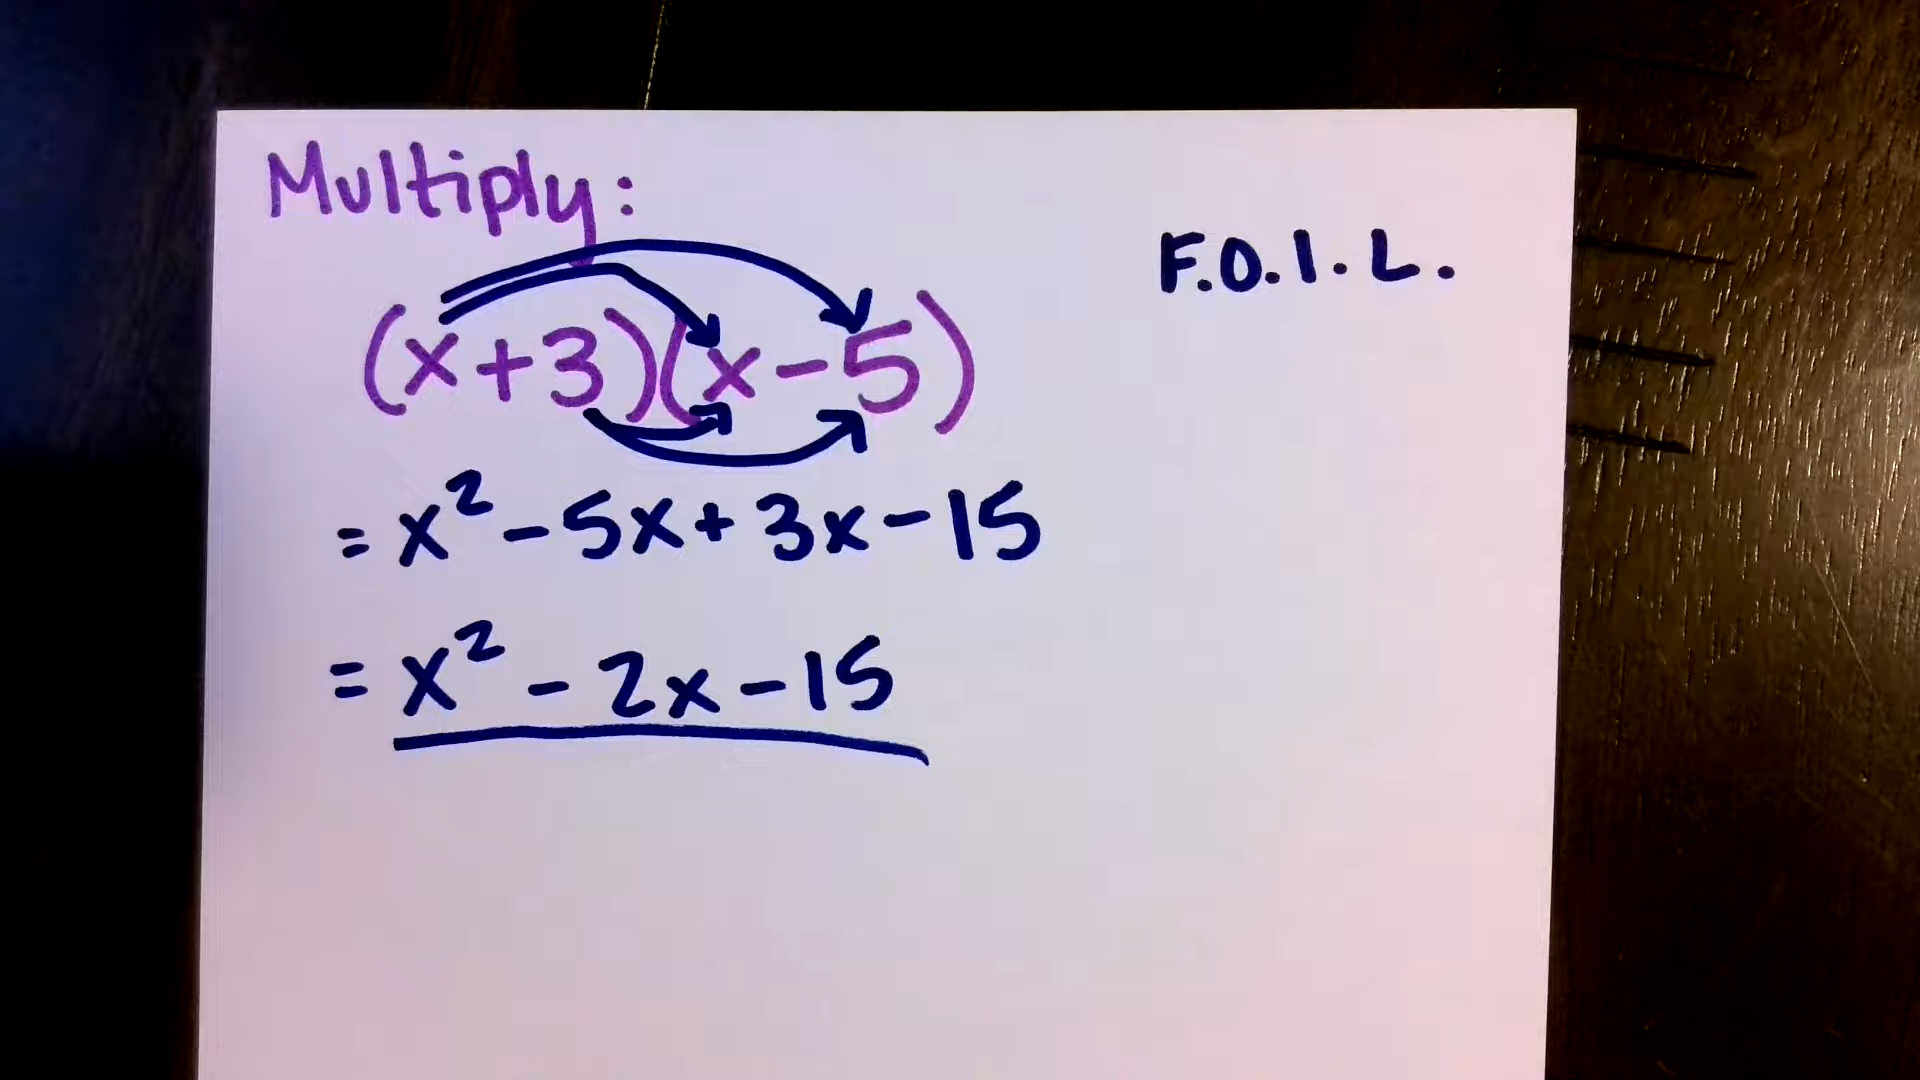 Multiply:
F.O.I.L.
(x+3)(x-5)
= x² - 5x + 3x - 15
= x² - 2x - 15